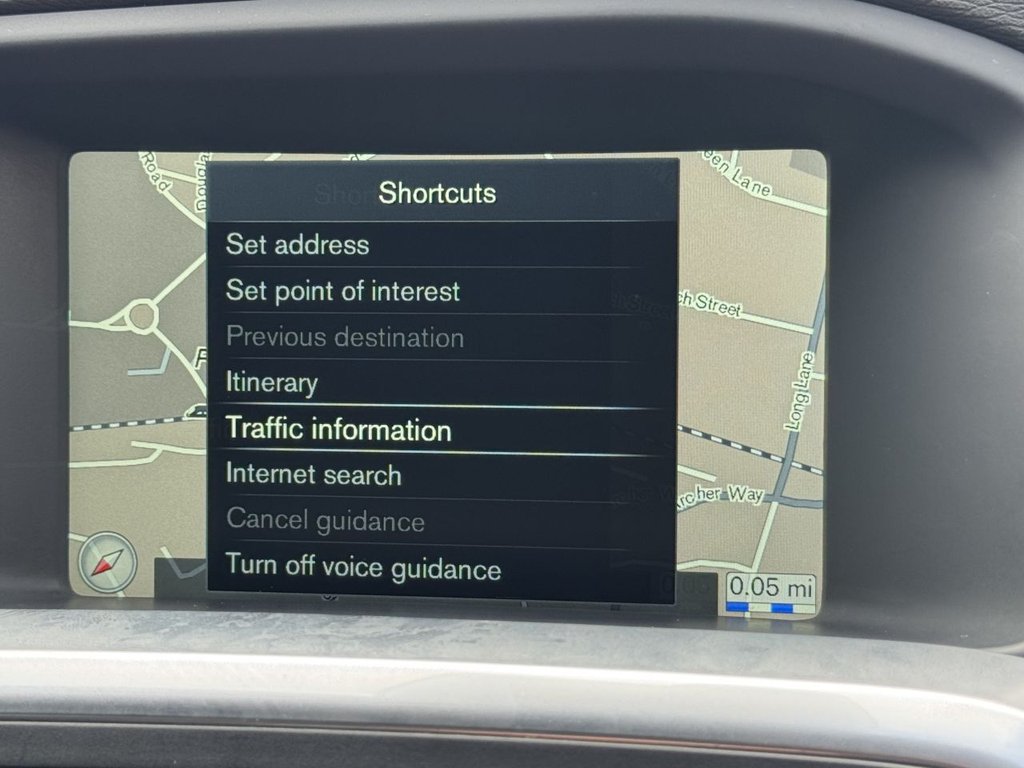 Road
Shortcuts
Set address
Set point of interest
Previous destination
Itinerary
Traffic information
Internet search
Cancel guidance
Turn off voice guidance
Lane
Street
Long Lane
Archer Way
0.05 mi